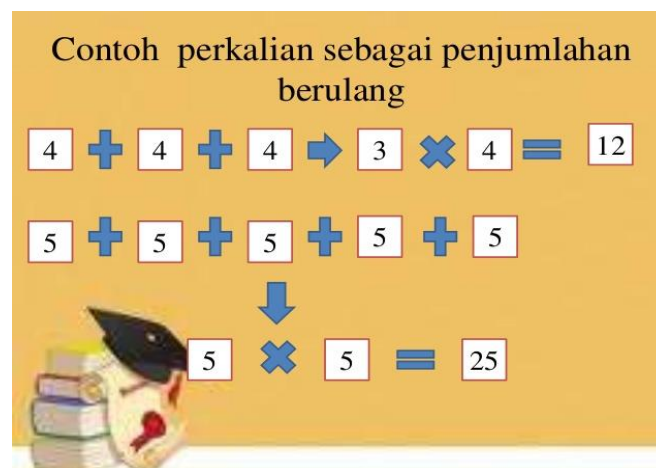 Contoh perkalian sebagai penjumlahan
berulang
4 + 4 + 4 ➡ 3 × 4 = 12
5 + 5 + 5 + 5 + 5
⬇
5 × 5 = 25